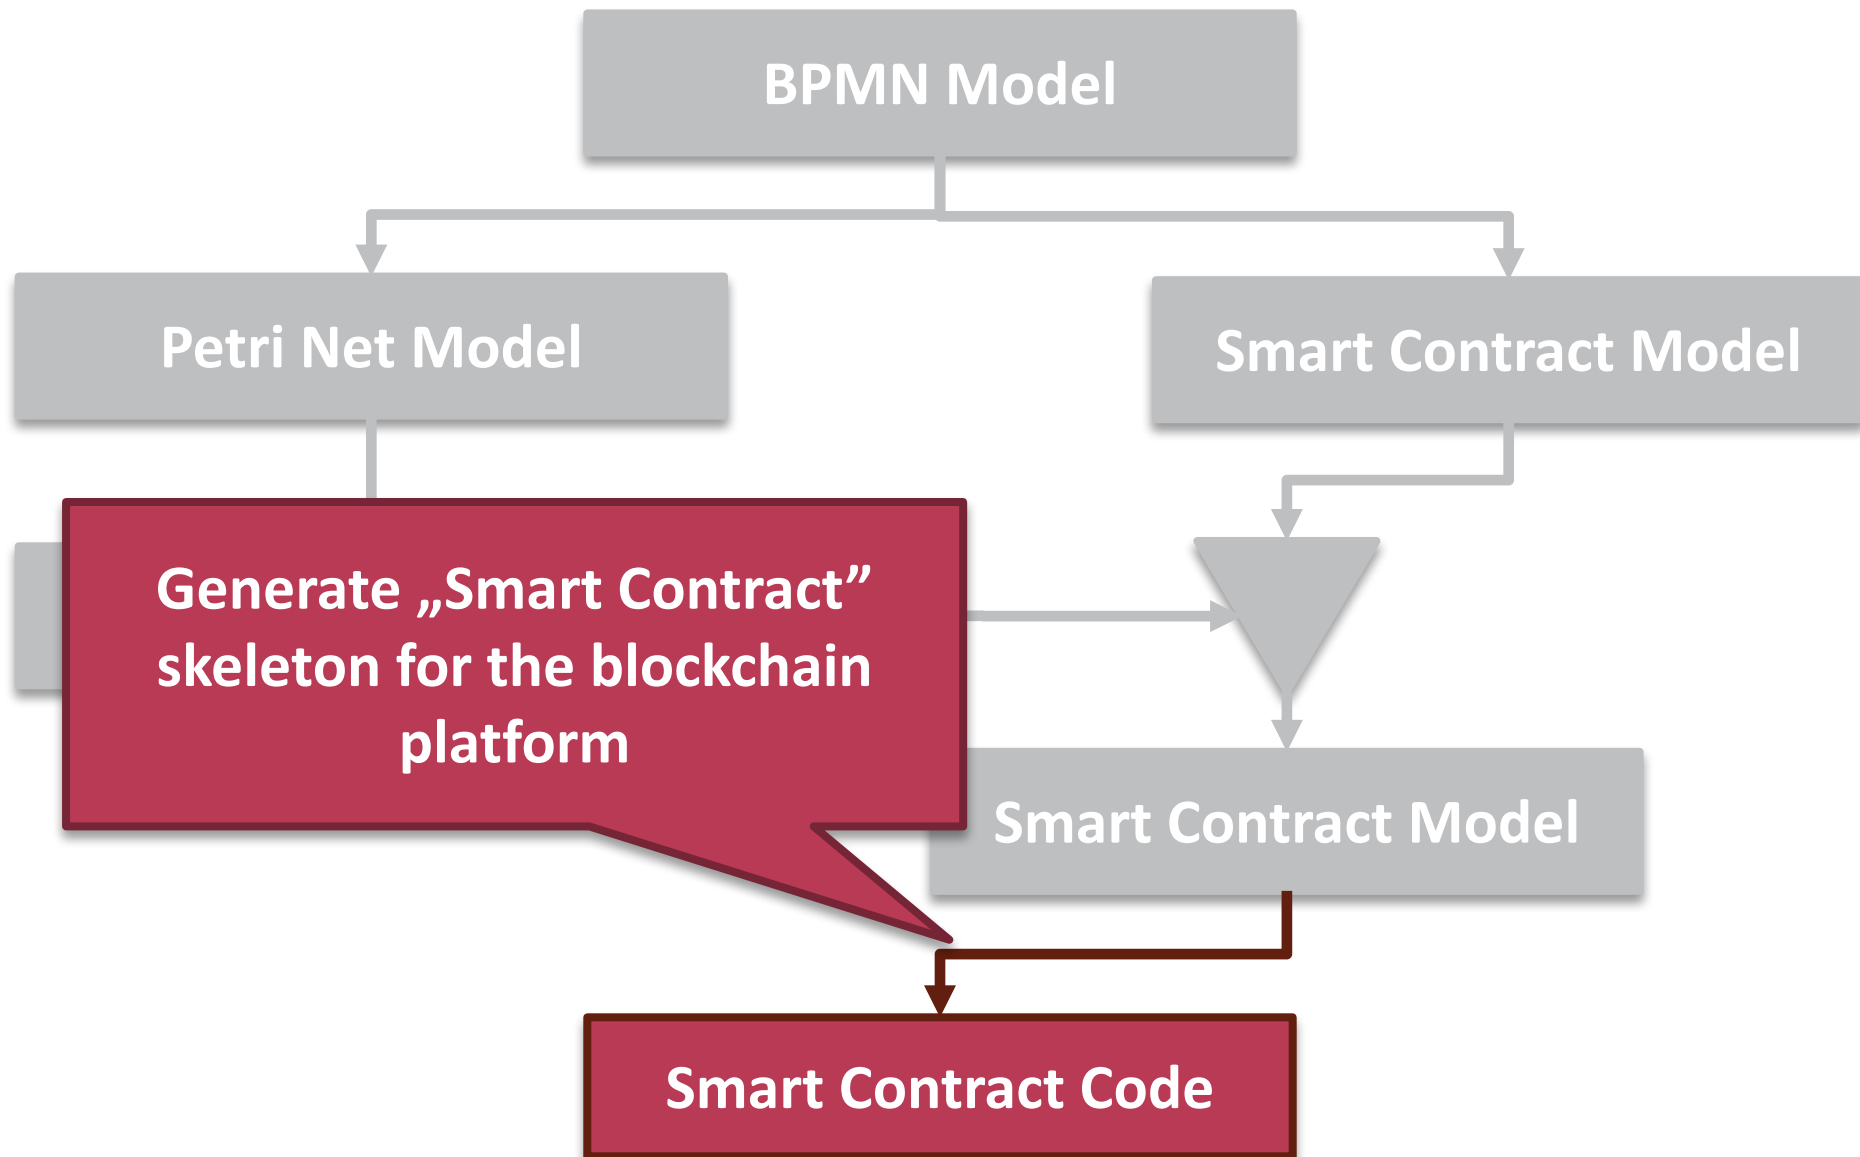 BPMN Model
Petri Net Model
Smart Contract Model
Generate „Smart Contract”
skeleton for the blockchain
platform
Smart Contract Model
Smart Contract Code